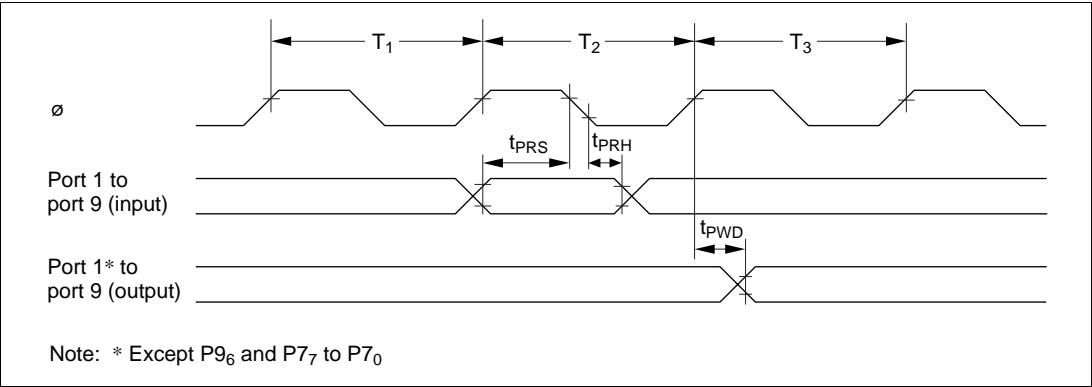 T1 T2 T3
ø
tPRS tPRH
Port 1 to
port 9 (input)
tPWD
Port 1* to
port 9 (output)
Note: * Except P96 and P77 to P70